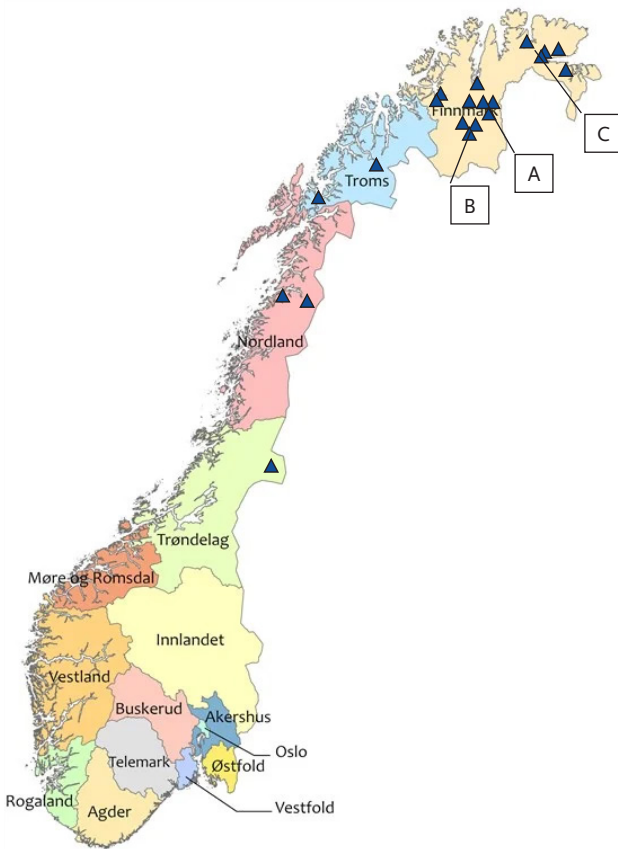 Finnmark
C
A
Troms
B
Nordland
Trøndelag
Møre og Romsdal
Innlandet
Vestland
Buskerud
Akershus
Oslo
Telemark
Østfold
Rogaland
Agder
Vestfold